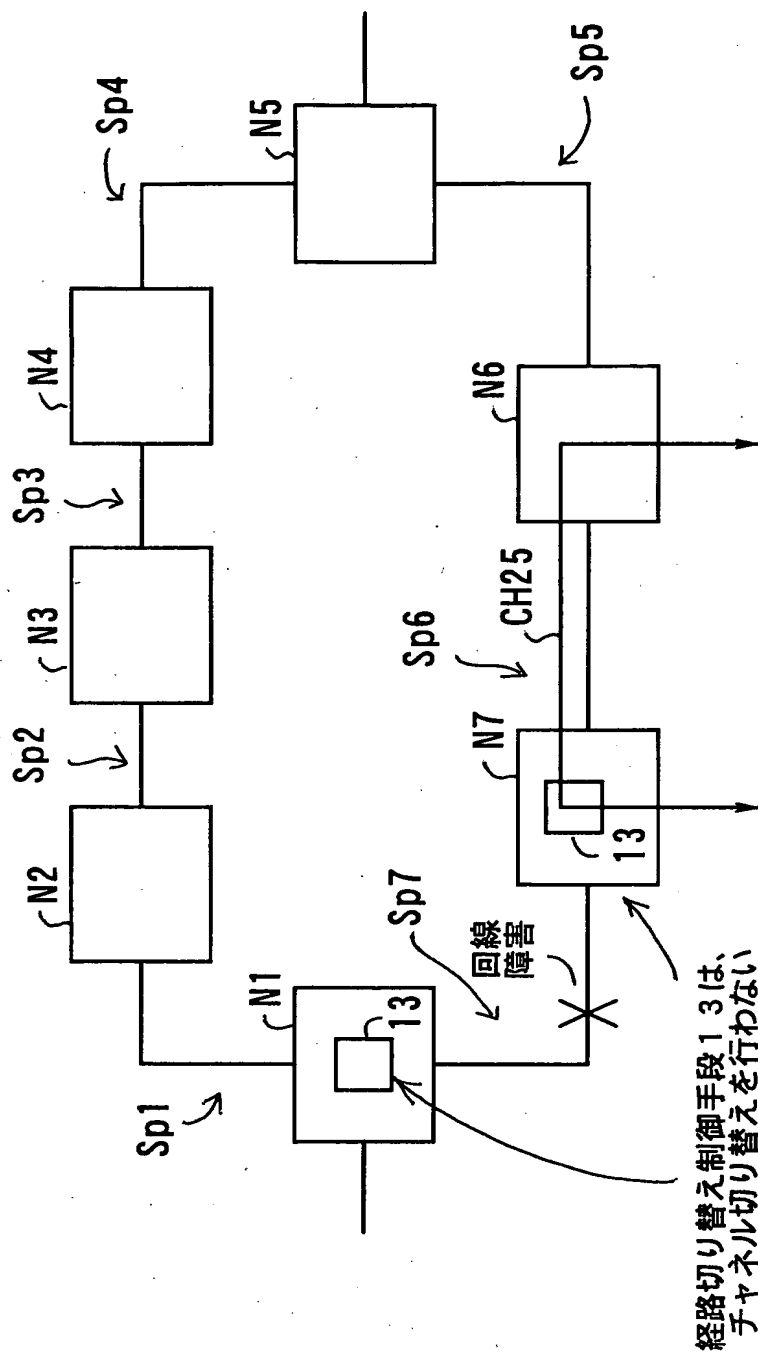 Sp4
N5
Sp5
N4
Sp3
N3
Sp2
N2
N6
CH25
Sp6
N7
13
Sp7
回線
障害
N1
13
Sp1
経路切り替え制御手段13は、
チャネル切り替えを行わない